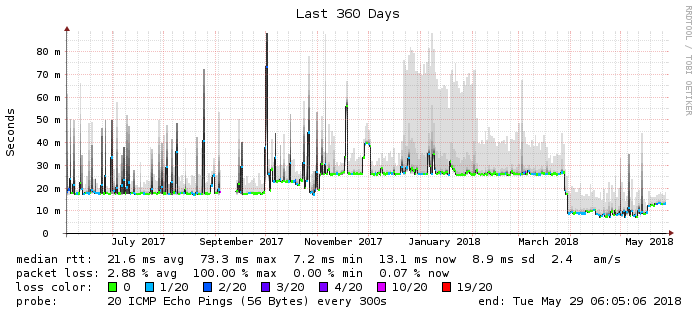 Last 360 Days
RRDTOOL / TOBI OETIKER
Seconds
80 m
70 m
60 m
50 m
40 m
30 m
20 m
10 m
0
July 2017 September 2017 November 2017 January 2018 March 2018 May 2018
median rtt: 21.6 ms avg 73.3 ms max 7.2 ms min 13.1 ms now 8.9 ms sd 2.4 am/s
packet loss: 2.88 % avg 100.00 % max 0.00 % min 0.07 % now
loss color: 0 1/20 2/20 3/20 4/20 10/20 19/20
probe: 20 ICMP Echo Pings (56 Bytes) every 300s end: Tue May 29 06:05:06 2018